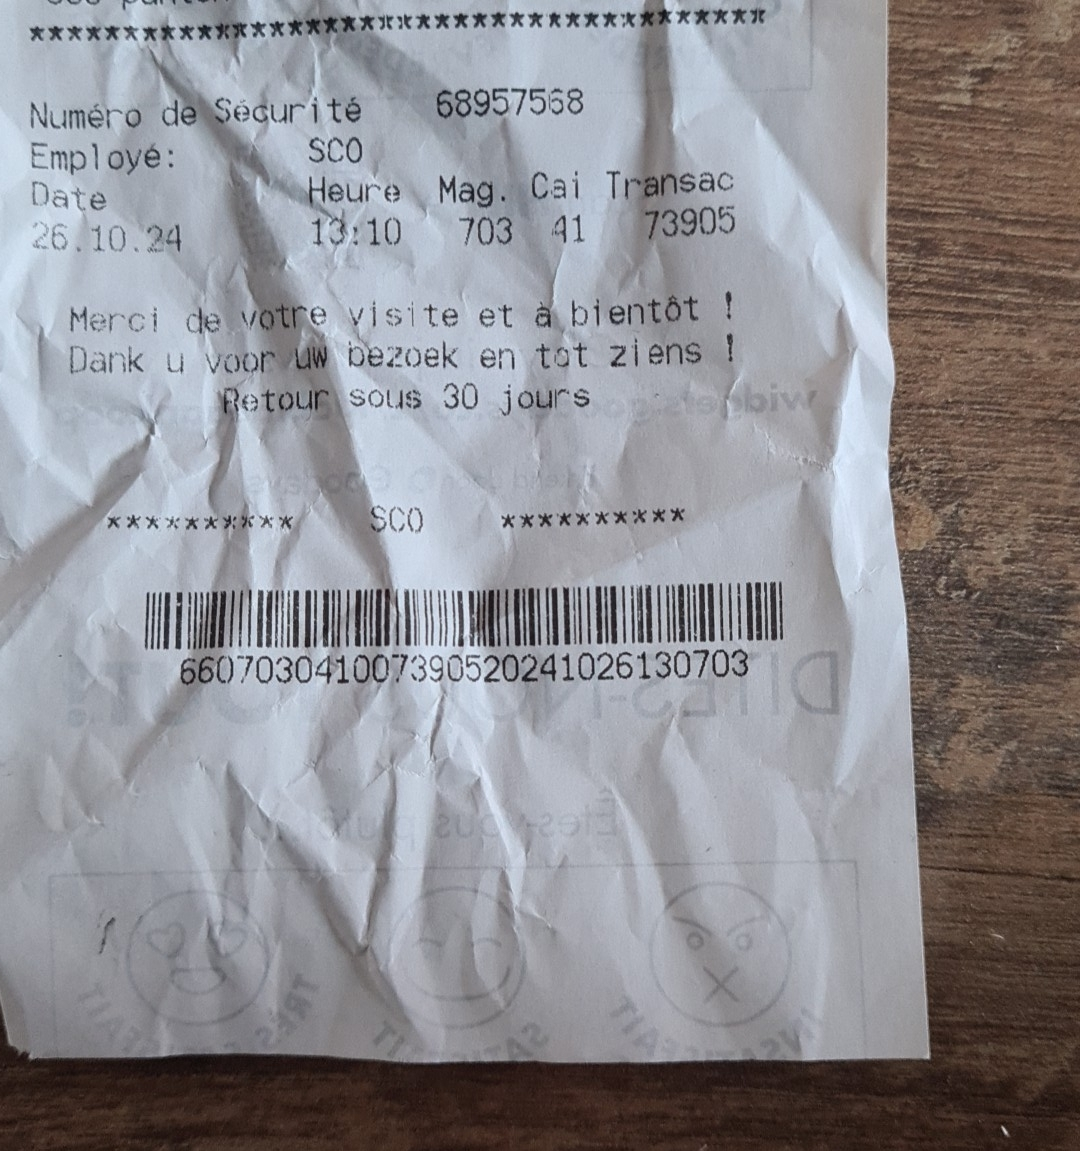 ****************************************
Numéro de Sécurité 68957568
Employé: SCO
Date Heure Mag. Cai Transac
26.10.24 13:10 703 41 73905
Merci de votre visite et à bientôt !
Dank u voor uw bezoek en tot ziens !
Retour sous 30 jours
********** SCO **********
660703041007390520241026130703